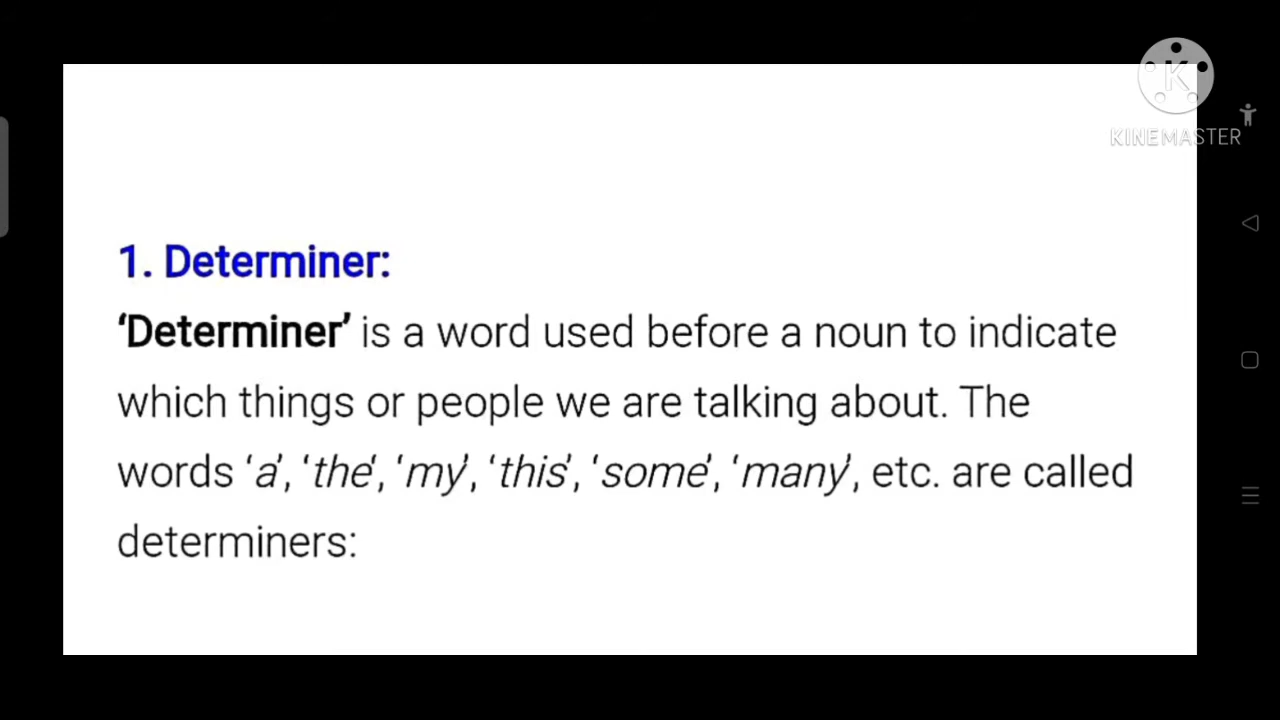 K
KINEMASTER
1. Determiner:
‘Determiner’ is a word used before a noun to indicate
which things or people we are talking about. The
words ‘a’, ‘the’, ‘my’, ‘this’, ‘some’, ‘many’, etc. are called
determiners: